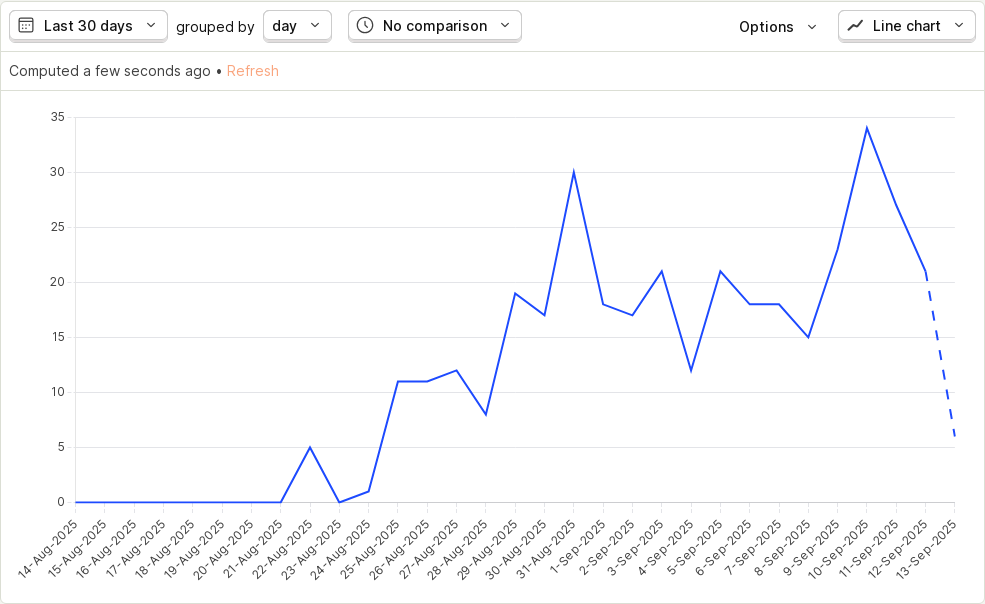 Last 30 days grouped by day No comparison Options Line chart
Computed a few seconds ago • Refresh
35
30
25
20
15
10
5
0
14-Aug-2025
15-Aug-2025
16-Aug-2025
17-Aug-2025
18-Aug-2025
19-Aug-2025
20-Aug-2025
21-Aug-2025
22-Aug-2025
23-Aug-2025
24-Aug-2025
25-Aug-2025
26-Aug-2025
27-Aug-2025
28-Aug-2025
29-Aug-2025
30-Aug-2025
31-Aug-2025
1-Sep-2025
2-Sep-2025
3-Sep-2025
4-Sep-2025
5-Sep-2025
6-Sep-2025
7-Sep-2025
8-Sep-2025
9-Sep-2025
10-Sep-2025
11-Sep-2025
12-Sep-2025
13-Sep-2025